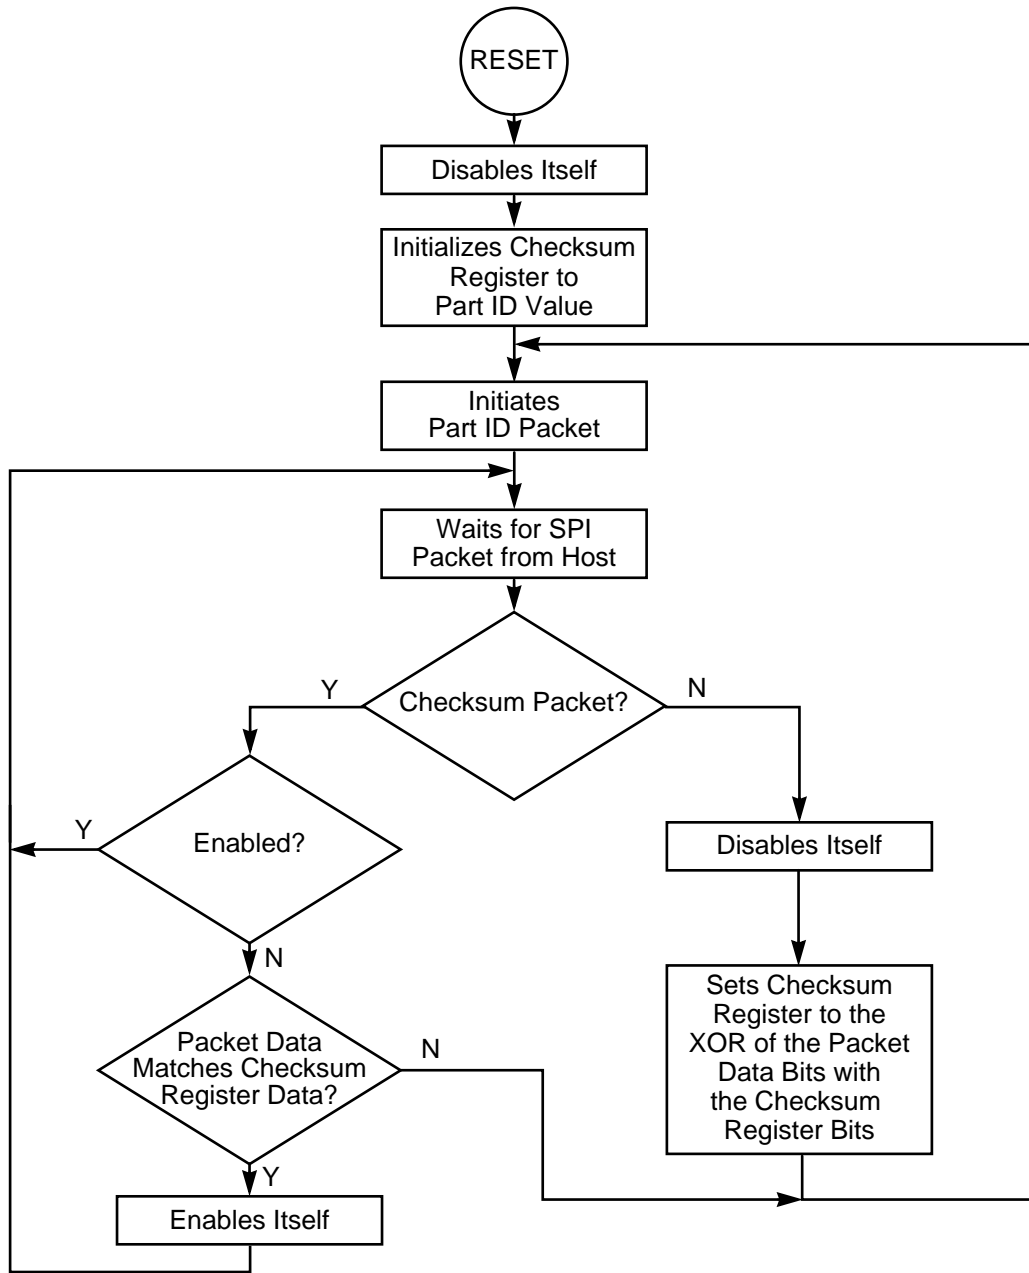 RESET
Disables Itself
Initializes Checksum
Register to
Part ID Value
Initiates
Part ID Packet
Waits for SPI
Packet from Host
Y
Checksum Packet?
N
Y
Enabled?
Disables Itself
N
Packet Data
Matches Checksum
Register Data?
N
Sets Checksum
Register to the
XOR of the Packet
Data Bits with
the Checksum
Register Bits
Y
Enables Itself